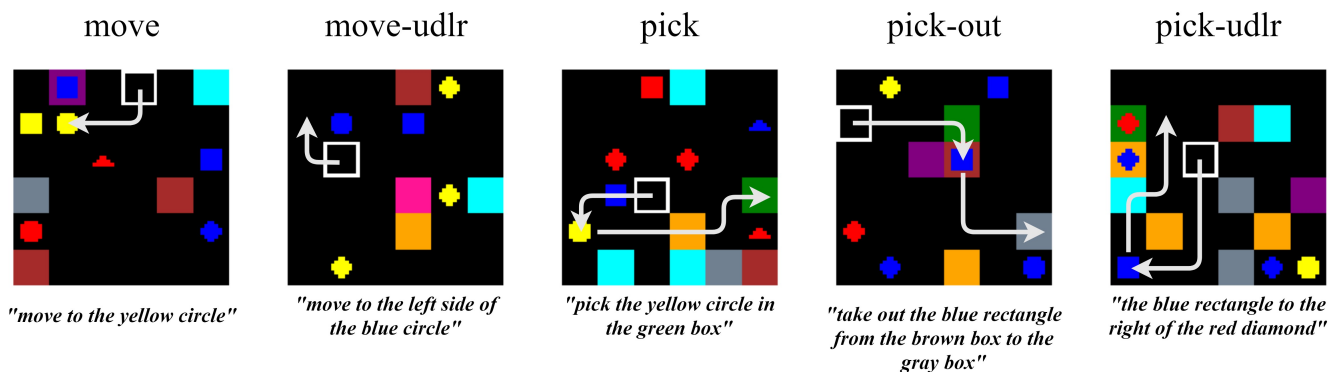 move
move-udlr
pick
pick-out
pick-udlr
"move to the yellow circle"
"move to the left side of
the blue circle"
"pick the yellow circle in
the green box"
"take out the blue rectangle
from the brown box to the
gray box"
"the blue rectangle to the
right of the red diamond"